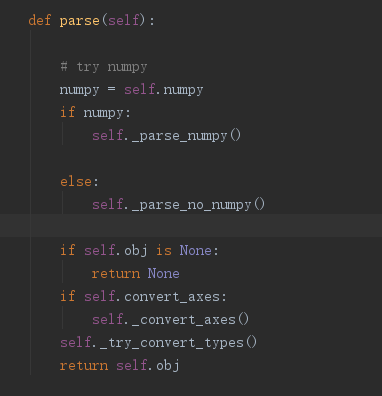 def parse(self):
# try numpy
numpy = self.numpy
if numpy:
self._parse_numpy()
else:
self._parse_no_numpy()
if self.obj is None:
return None
if self.convert_axes:
self._convert_axes()
self._try_convert_types()
return self.obj